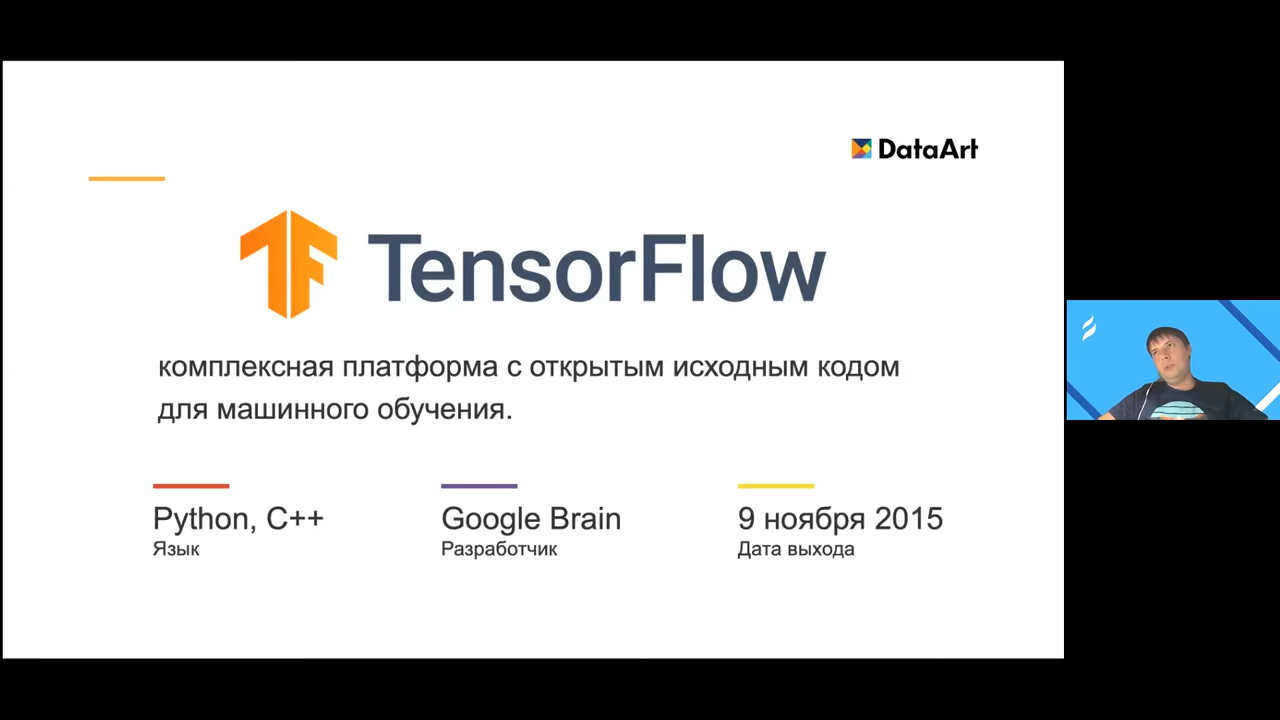 DataArt
TensorFlow
комплексная платформа с открытым исходным кодом
для машинного обучения.
Python, C++
Язык
Google Brain
Разработчик
9 ноября 2015
Дата выхода